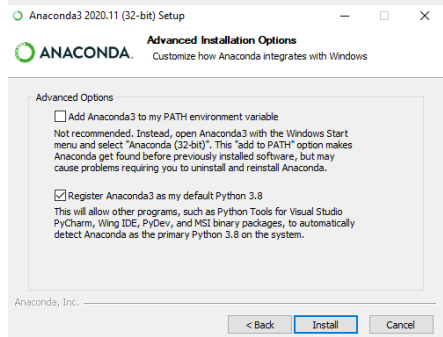 Anaconda3 2020.11 (32-bit) Setup
ANACONDA.
Advanced Installation Options
Customize how Anaconda integrates with Windows
Advanced Options
Add Anaconda3 to my PATH environment variable
Not recommended. Instead, open Anaconda3 with the Windows Start
menu and select "Anaconda (32-bit)". This "add to PATH" option makes
Anaconda get found before previously installed software, but may
cause problems requiring you to uninstall and reinstall Anaconda.
Register Anaconda3 as my default Python 3.8
This will allow other programs, such as Python Tools for Visual Studio
PyCharm, Wing IDE, PyDev, and MSI binary packages, to automatically
detect Anaconda as the primary Python 3.8 on the system.
Anaconda, Inc.
< Back Install Cancel